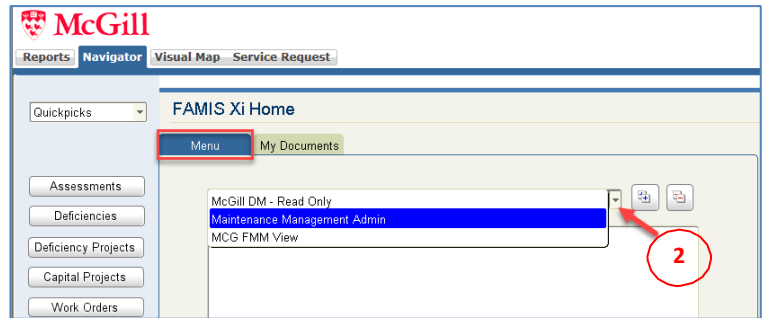 McGill
Reports Navigator Visual Map Service Request
Quickpicks
FAMIS Xi Home
Menu My Documents
Assessments
McGill DM - Read Only
Maintenance Management Admin
Deficiencies
MCG FMM View
Deficiency Projects
2
Capital Projects
Work Orders